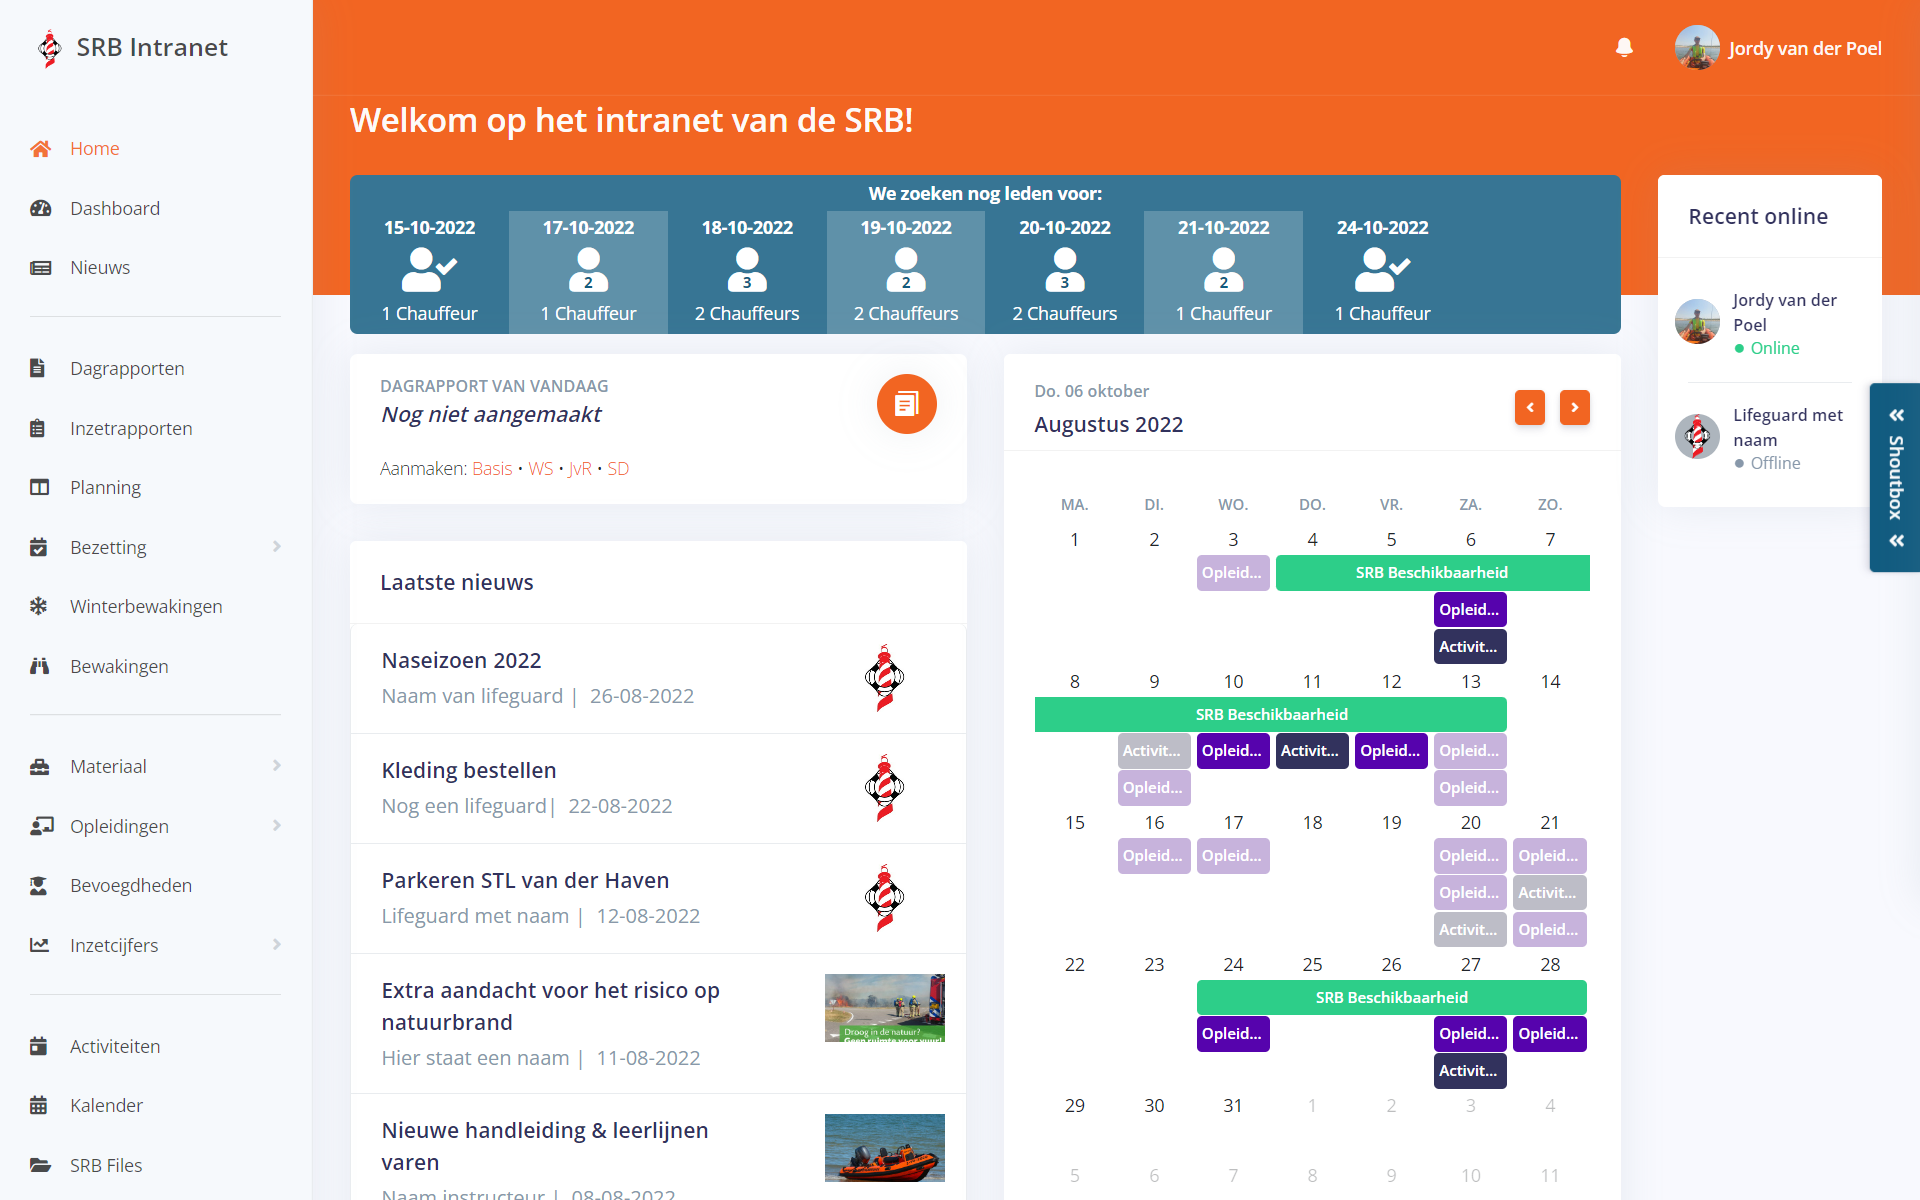 SRB Intranet
Home
Dashboard
Nieuws
Dagrapporten
Inzetrapporten
Planning
Bezetting
Winterbewakingen
Bewakingen
Materiaal
Opleidingen
Bevoegdheden
Inzetcijfers
Activiteiten
Kalender
SRB Files
Jordy van der Poel
Welkom op het intranet van de SRB!
We zoeken nog leden voor:
15-10-2022 17-10-2022 18-10-2022 19-10-2022 20-10-2022 21-10-2022 24-10-2022
2 3 2 3 2
1 Chauffeur 1 Chauffeur 2 Chauffeurs 2 Chauffeurs 2 Chauffeurs 1 Chauffeur 1 Chauffeur
DAGRAPPORT VAN VANDAAG
Nog niet aangemaakt
Aanmaken: Basis • WS • JvR • SD
Laatste nieuws
Naseizoen 2022
Naam van lifeguard | 26-08-2022
Kleding bestellen
Nog een lifeguard| 22-08-2022
Parkeren STL van der Haven
Lifeguard met naam | 12-08-2022
Extra aandacht voor het risico op
natuurbrand
Hier staat een naam | 11-08-2022
Droog in de natuur?
Geen ruimte voor vuur!
Nieuwe handleiding & leerlijnen
varen
Naam instructeur | 08-08-2022
Do. 06 oktober
Augustus 2022
MA. DI. WO. DO. VR. ZA. ZO.
1 2 3 4 5 6 7
Opleid... SRB Beschikbaarheid
Opleid...
Activit...
8 9 10 11 12 13 14
SRB Beschikbaarheid
Activit... Opleid... Activit... Opleid... Opleid...
Opleid... Opleid...
15 16 17 18 19 20 21
Opleid... Opleid... Opleid... Opleid...
Opleid... Activit...
Activit... Opleid...
22 23 24 25 26 27 28
SRB Beschikbaarheid
Opleid... Opleid... Opleid...
Activit...
29 30 31 1 2 3 4
5 6 7 8 9 10 11
Recent online
Jordy van der
Poel
Online
Lifeguard met
naam
Offline
Shoutbox